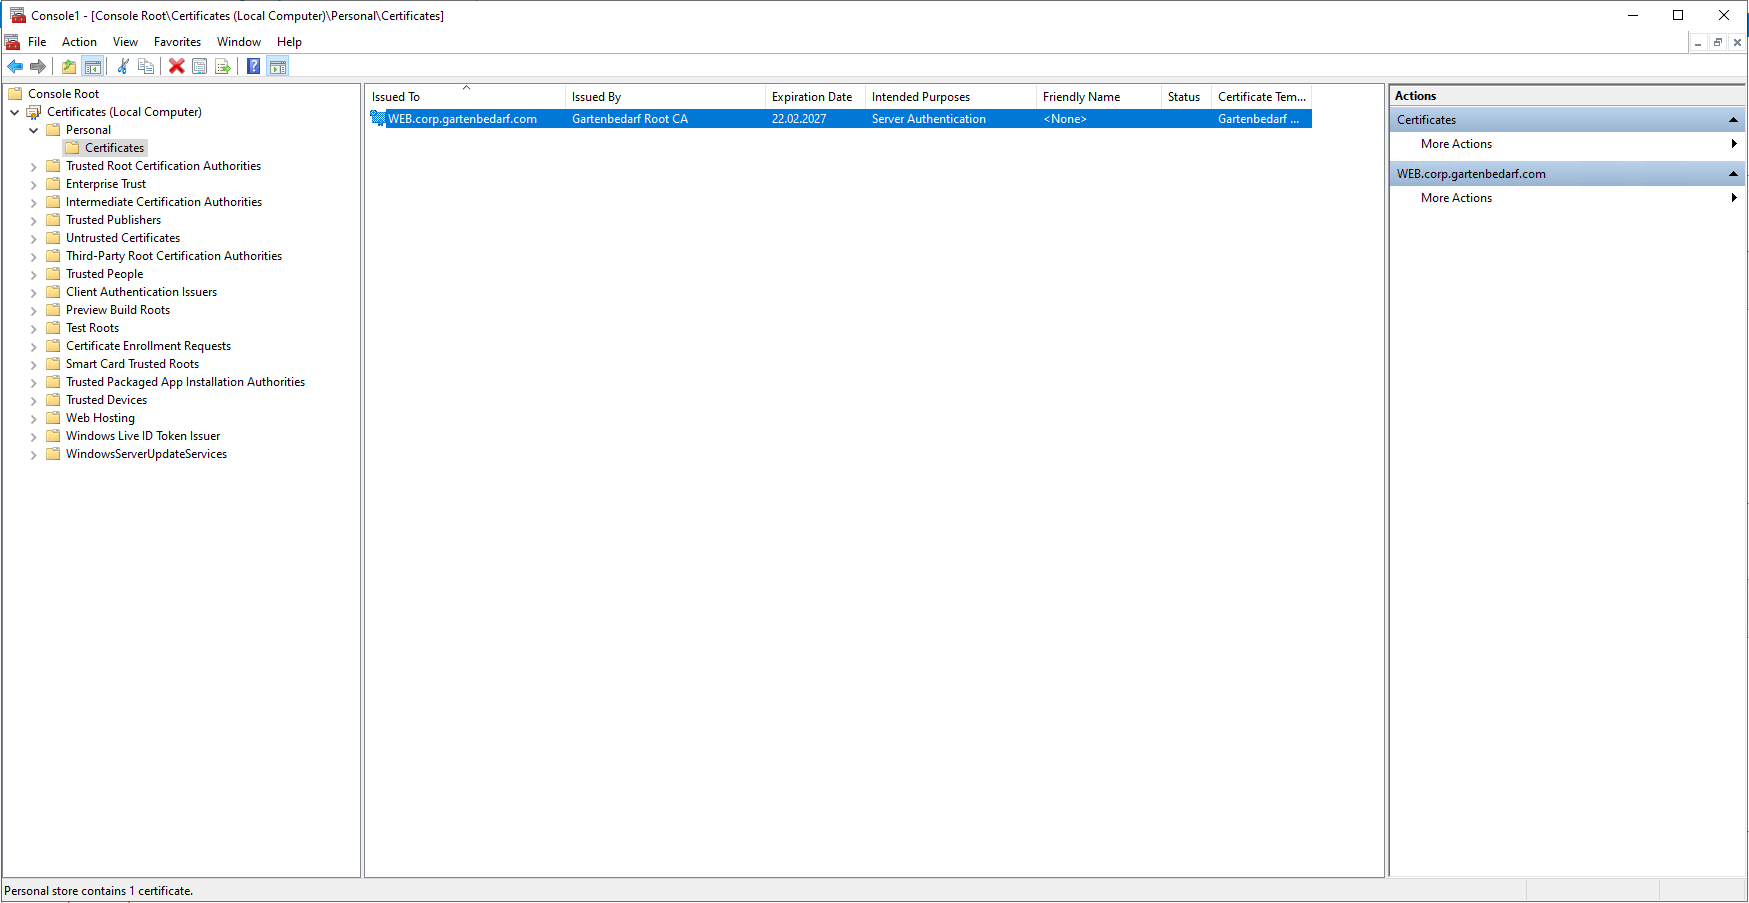 Console1 - [Console Root\Certificates (Local Computer)\Personal\Certificates]
File Action View Favorites Window Help
Console Root
Certificates (Local Computer)
Personal
Certificates
Trusted Root Certification Authorities
Enterprise Trust
Intermediate Certification Authorities
Trusted Publishers
Untrusted Certificates
Third-Party Root Certification Authorities
Trusted People
Client Authentication Issuers
Preview Build Roots
Test Roots
Certificate Enrollment Requests
Smart Card Trusted Roots
Trusted Packaged App Installation Authorities
Trusted Devices
Web Hosting
Windows Live ID Token Issuer
WindowsServerUpdateServices
Issued To Issued By Expiration Date Intended Purposes Friendly Name Status Certificate Tem...
WEB.corp.gartenbedarf.com Gartenbedarf Root CA 22.02.2027 Server Authentication <None> Gartenbedarf ...
Actions
Certificates
More Actions
WEB.corp.gartenbedarf.com
More Actions
Personal store contains 1 certificate.